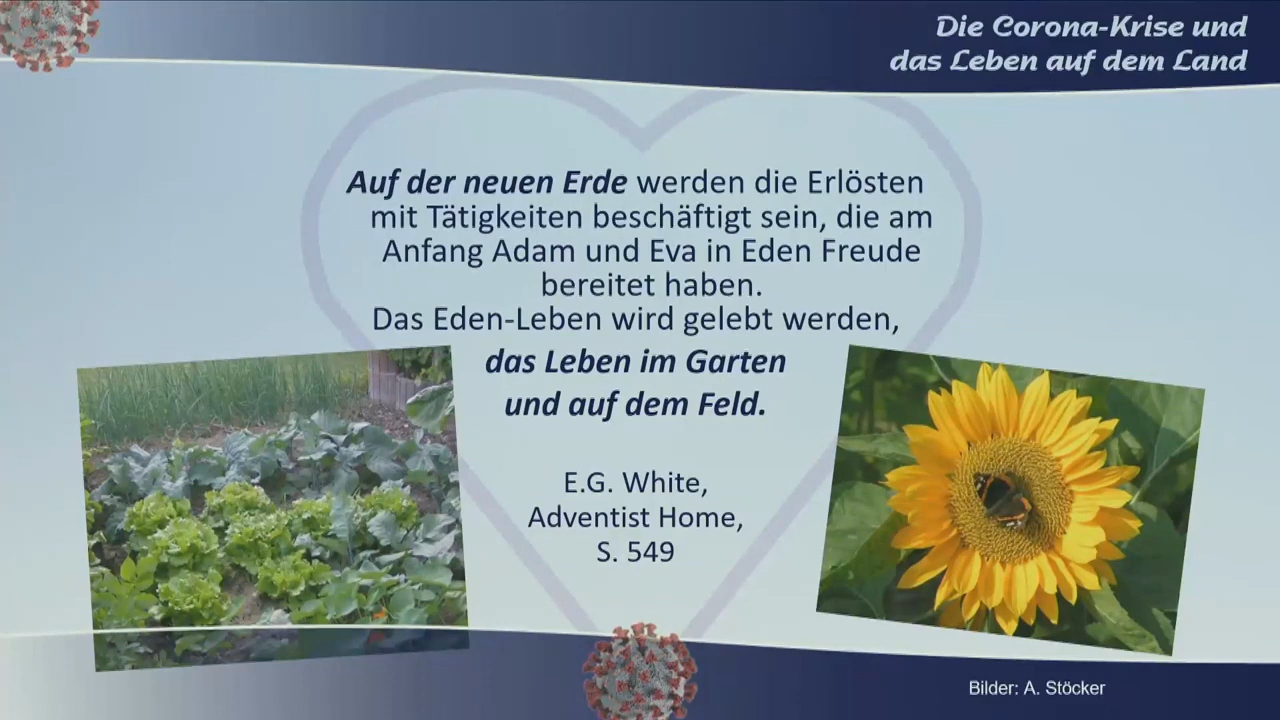 Die Corona-Krise und
das Leben auf dem Land
Auf der neuen Erde werden die Erlösten
mit Tätigkeiten beschäftigt sein, die am
Anfang Adam und Eva in Eden Freude
bereitet haben.
Das Eden-Leben wird gelebt werden,
das Leben im Garten
und auf dem Feld.
E.G. White,
Adventist Home,
S. 549
Bilder: A. Stöcker